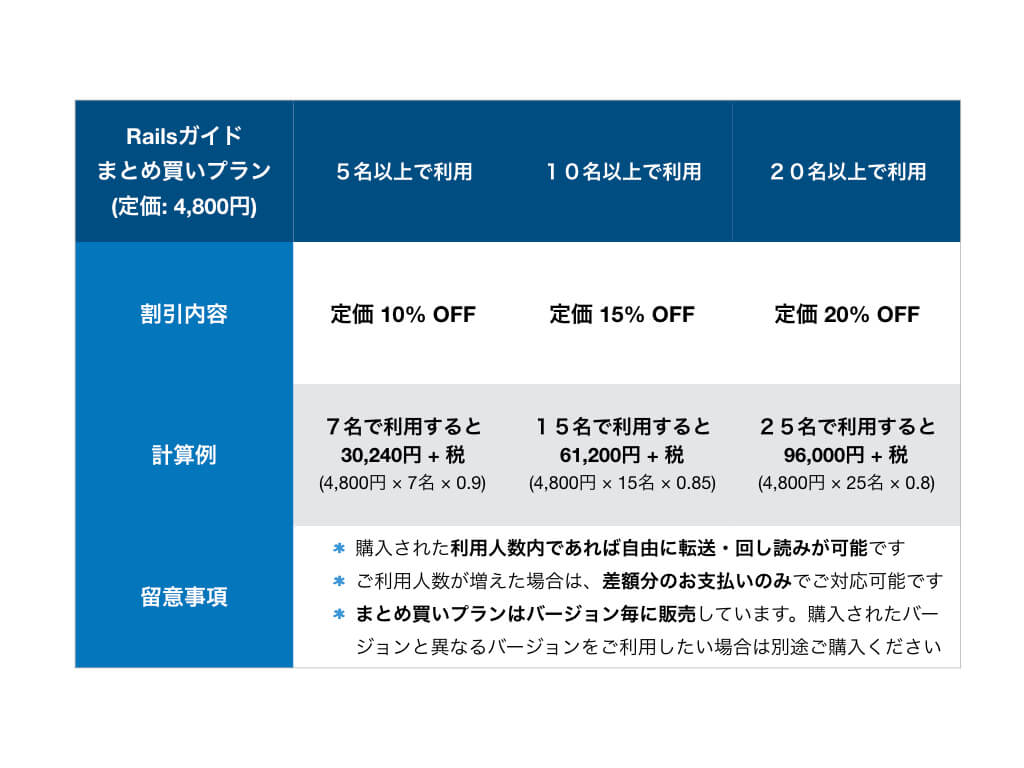 Railsガイド
まとめ買いプラン
(定価: 4,800円)
５名以上で利用
１０名以上で利用
２０名以上で利用
割引内容
定価 10% OFF
定価 15% OFF
定価 20% OFF
計算例
７名で利用すると
30,240円 + 税
(4,800円 × 7名 × 0.9)
１５名で利用すると
61,200円 + 税
(4,800円 × 15名 × 0.85)
２５名で利用すると
96,000円 + 税
(4,800円 × 25名 × 0.8)
留意事項
* 購入された利用人数内であれば自由に転送・回し読みが可能です
* ご利用人数が増えた場合は、差額分のお支払いのみでご対応可能です
* まとめ買いプランはバージョン毎に販売しています。購入されたバー
ジョンと異なるバージョンをご利用したい場合は別途ご購入ください